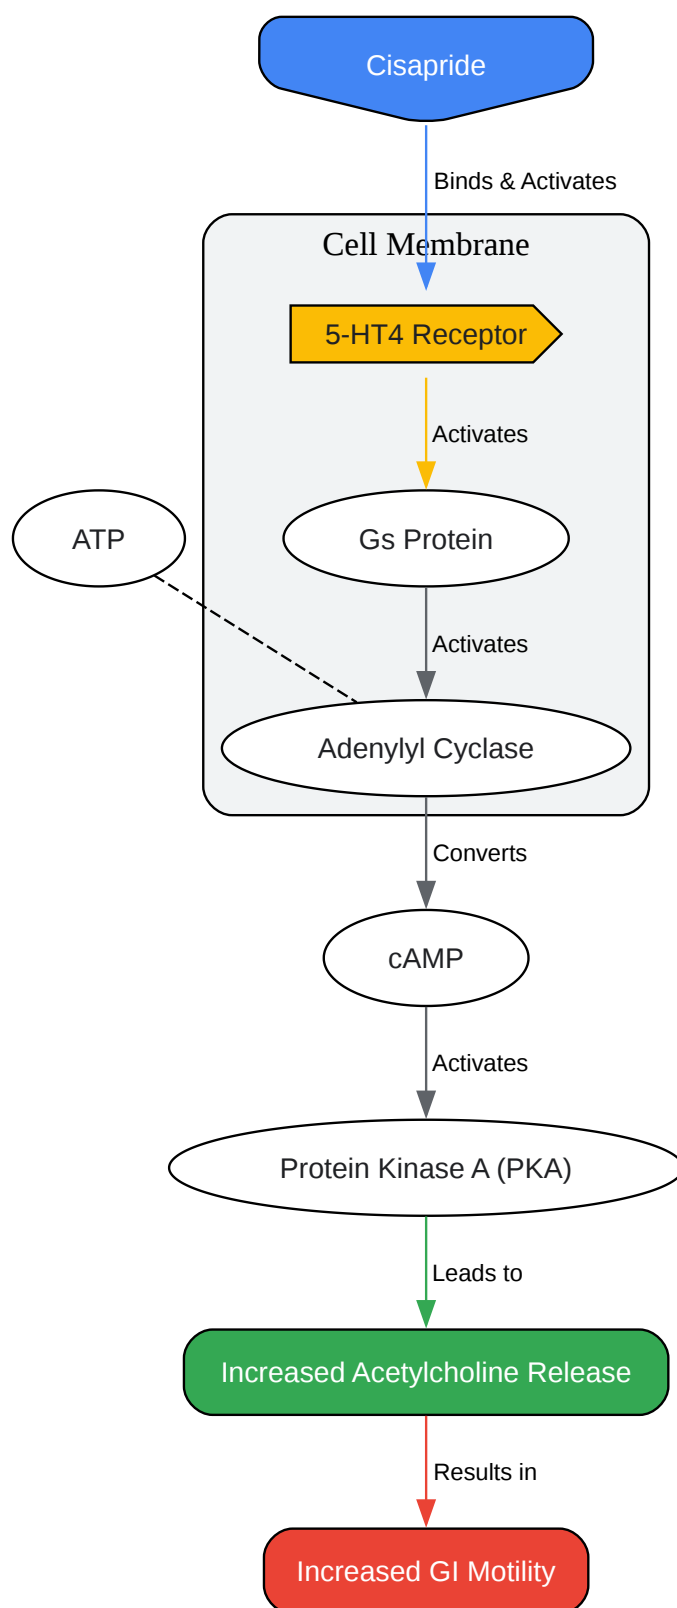 Cisapride
Binds & Activates
Cell Membrane
5-HT4 Receptor
Activates
ATP
Gs Protein
Activates
Adenylyl Cyclase
Converts
cAMP
Activates
Protein Kinase A (PKA)
Leads to
Increased Acetylcholine Release
Results in
Increased GI Motility